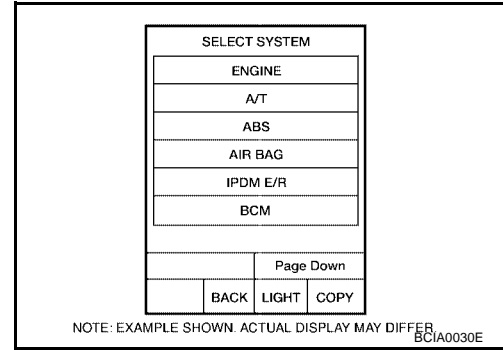 SELECT SYSTEM
ENGINE
A/T
ABS
AIR BAG
IPDM E/R
BCM
Page Down
BACK LIGHT COPY
NOTE: EXAMPLE SHOWN. ACTUAL DISPLAY MAY DIFFER.
BCIA0030E